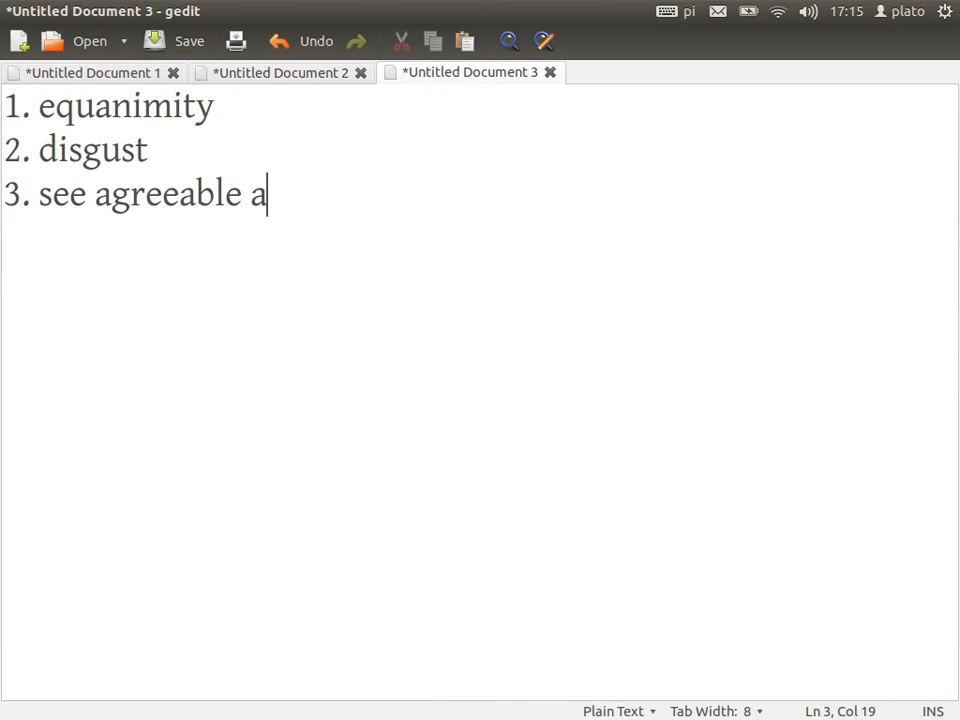 *Untitled Document 3 - gedit
pi 17:15 plato
Open Save Undo
*Untitled Document 1 *Untitled Document 2 *Untitled Document 3
1. equanimity
2. disgust
3. see agreeable a
Plain Text Tab Width: 8 Ln 3, Col 19 INS